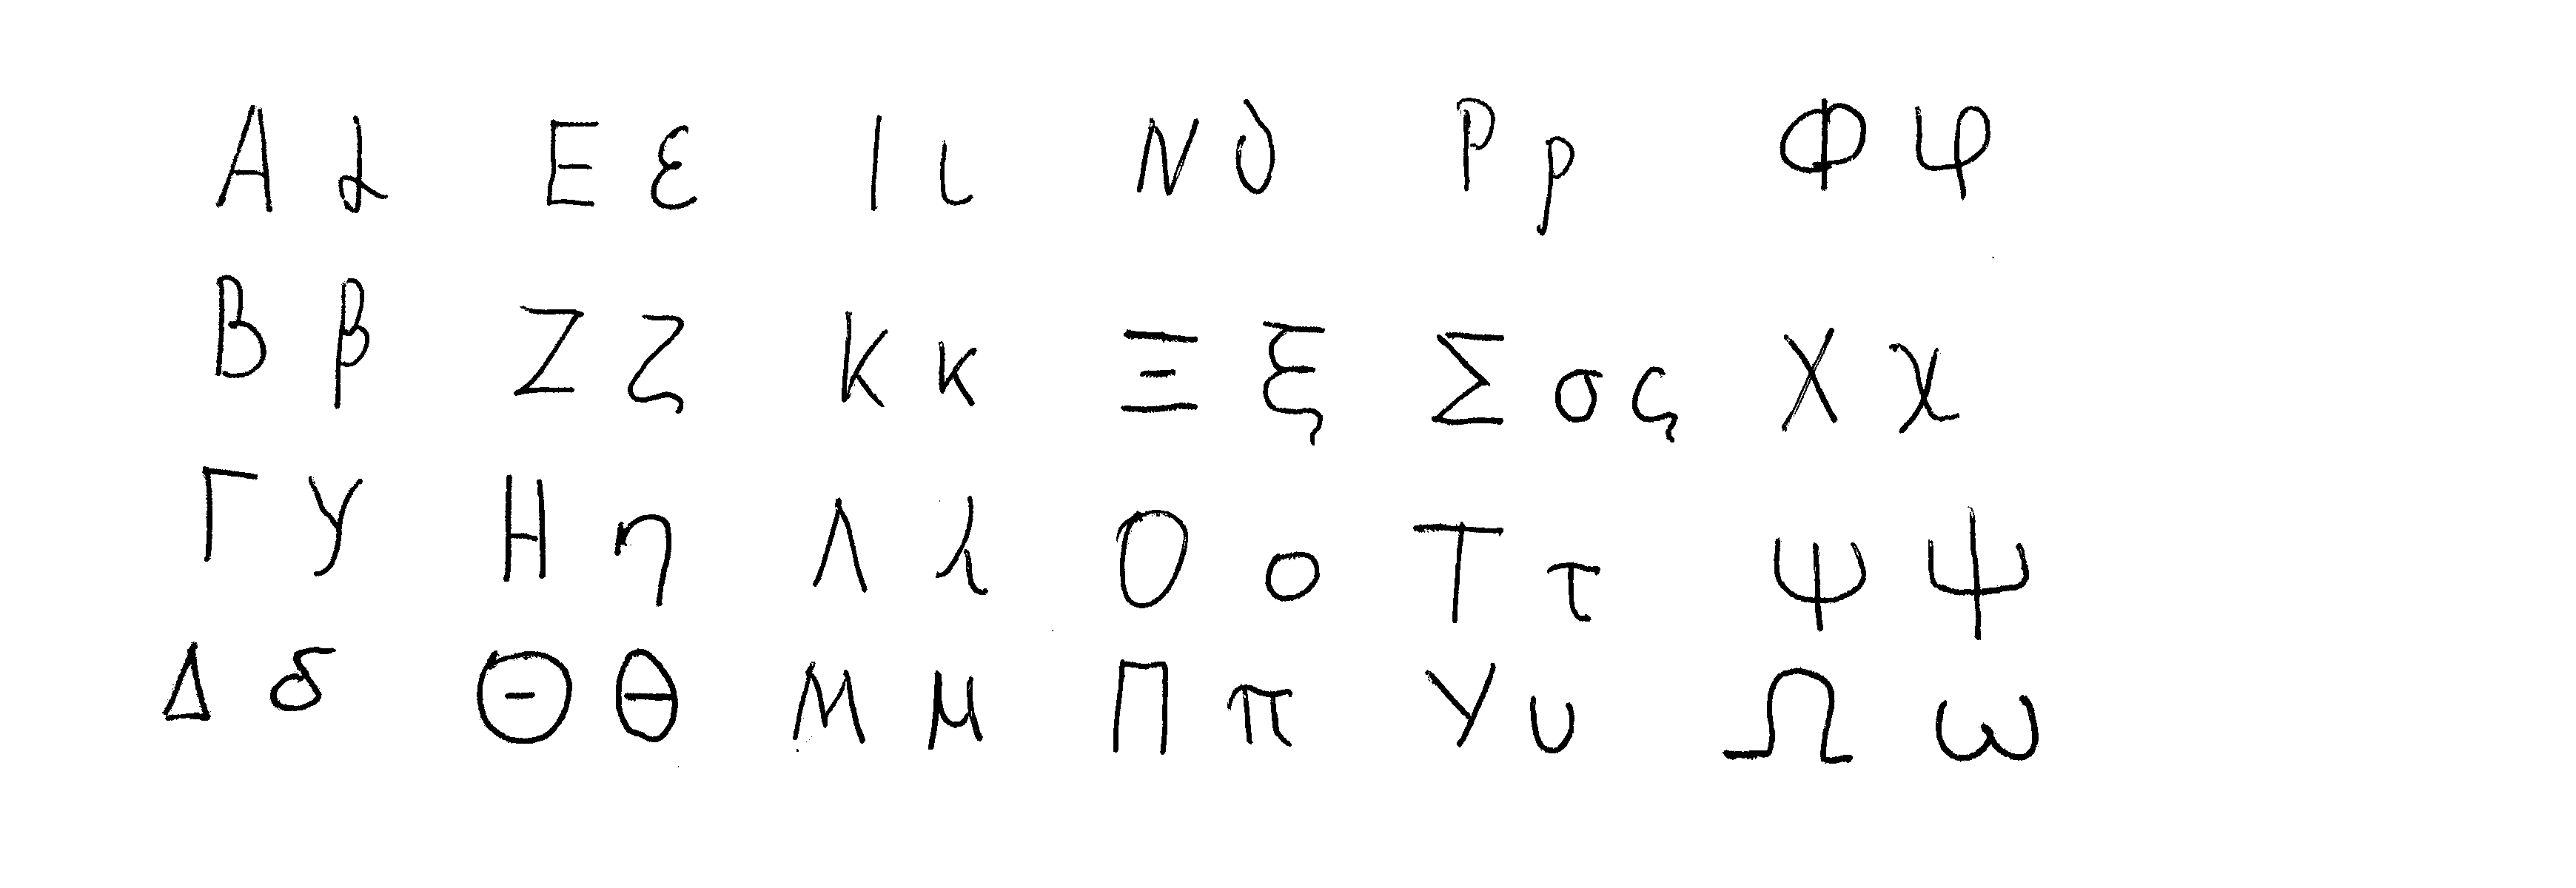 Α α Ε ε Ι ι Ν ν Ρ ρ Φ φ
Β β Ζ ζ Κ κ Ξ ξ Σ σ ς Χ χ
Γ γ Η η Λ λ Ο ο Τ τ Ψ ψ
Δ δ Θ θ Μ μ Π π Υ υ Ω ω